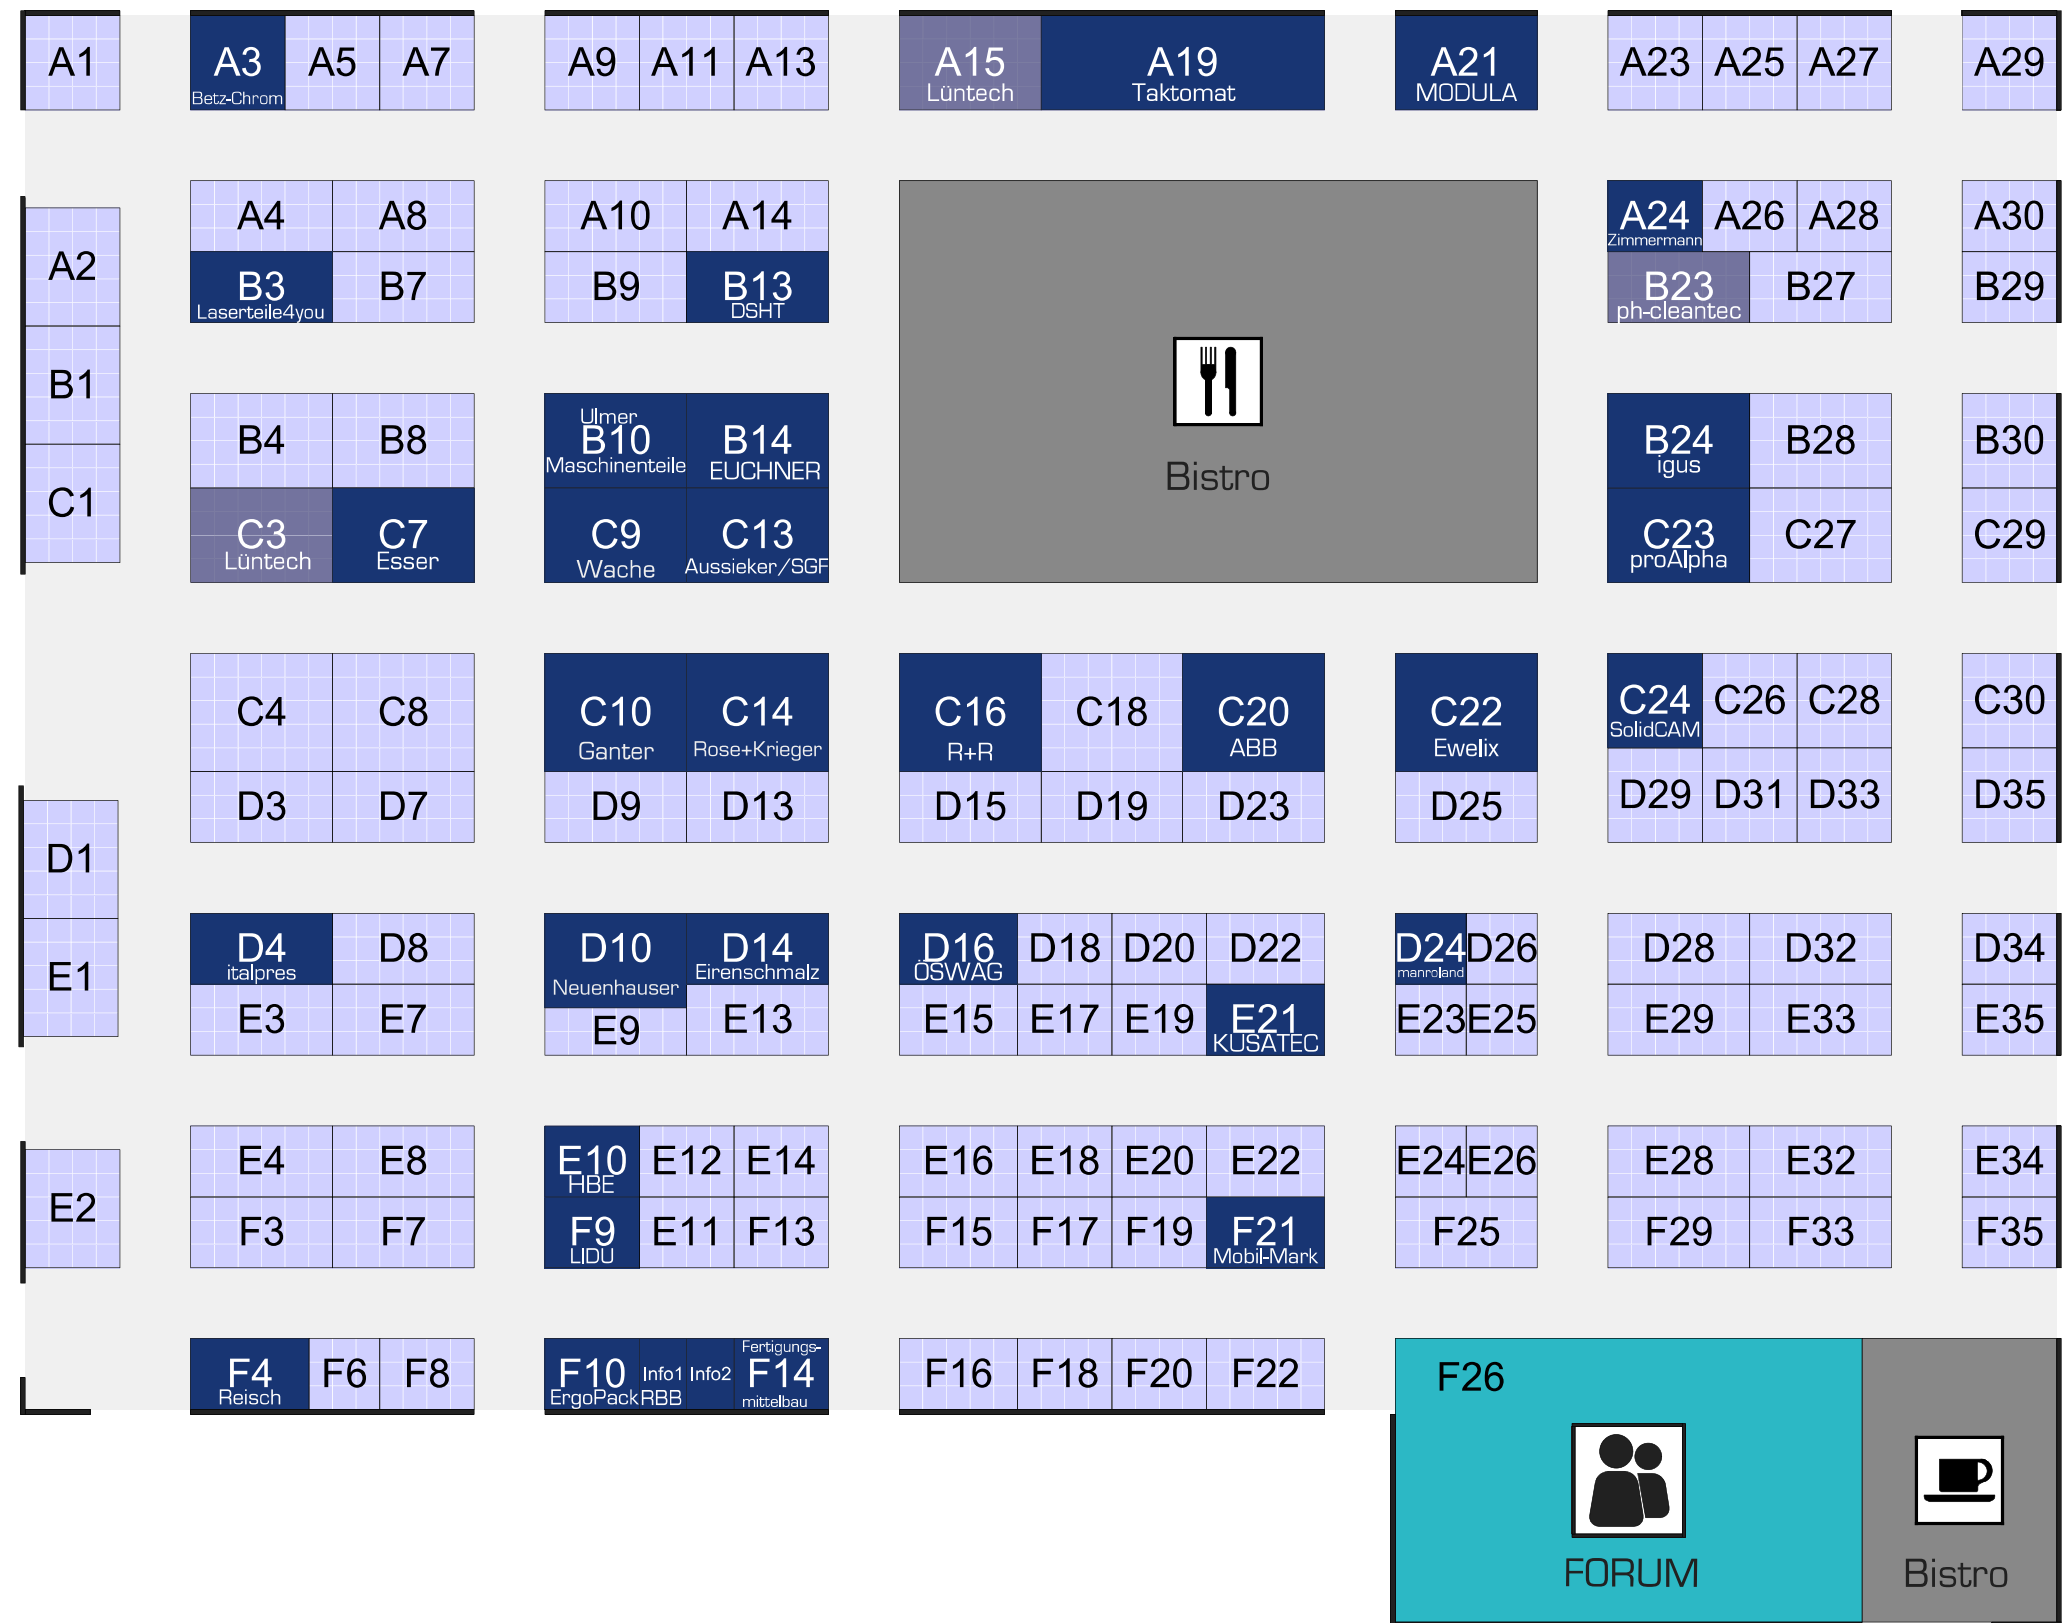 A1 A3 A5 A7 A9 A11 A13 A15 A19 A21 A23 A25 A27 A29
Betz-Chrom Lüntech Taktomat MODULA
A4 A8 A10 A14 A24 A26 A28 A30
Zimmermann
A2
B3 B7 B9 B13 B23 B27 B29
Laserteile4you DSHT ph-cleantec
B1
Ulmer
B4 B8 B10 B14 B24 B28 B30
Maschinenteile EUCHNER igus
Bistro
C1
C3 C7 C9 C13 C23 C27 C29
Lüntech Esser Wache Aussieker/SGF proAlpha
C4 C8 C10 C14 C16 C18 C20 C22 C24 C26 C28 C30
Ganter Rose+Krieger R+R ABB Ewelix SolidCAM
D3 D7 D9 D13 D15 D19 D23 D25 D29 D31 D33 D35
D1
D4 D8 D10 D14 D16 D18 D20 D22 D24 D26 D28 D32 D34
italpres Neuenhauser Eirenschmalz ÖSWAG manroland
E1
E3 E7 E9 E13 E15 E17 E19 E21 E23 E25 E29 E33 E35
KUSATEC
E4 E8 E10 E12 E14 E16 E18 E20 E22 E24 E26 E28 E32 E34
HBE
E2
F3 F7 F9 E11 F13 F15 F17 F19 F21 F25 F29 F33 F35
LIDU Mobil-Mark
Fertigungs-
F4 F6 F8 F10 Info1 Info2 F14 F16 F18 F20 F22 F26
Reisch ErgoPack RBB mittelbau
FORUM Bistro